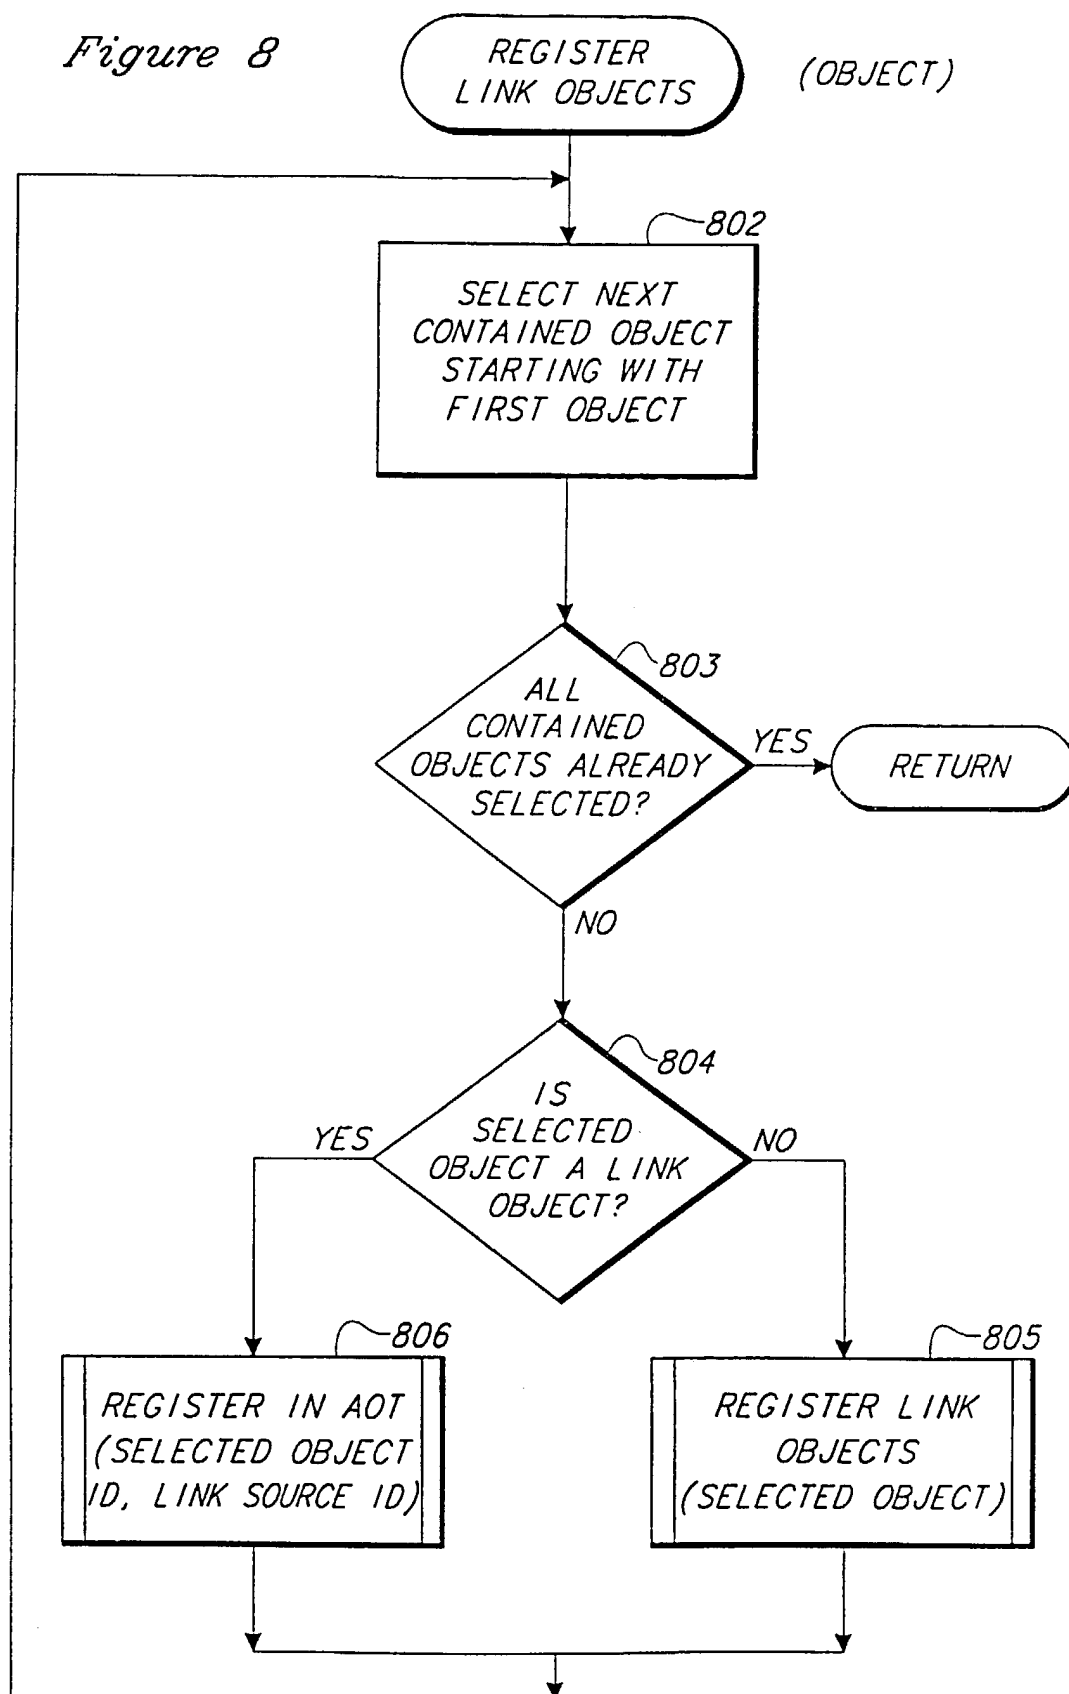 Figure 8
REGISTER
LINK OBJECTS
(OBJECT)
802
SELECT NEXT
CONTAINED OBJECT
STARTING WITH
FIRST OBJECT
803
ALL
CONTAINED
OBJECTS ALREADY
SELECTED?
YES
RETURN
NO
804
IS
SELECTED
OBJECT A LINK
OBJECT?
YES
NO
806
REGISTER IN AOT
(SELECTED OBJECT
ID, LINK SOURCE ID)
805
REGISTER LINK
OBJECTS
(SELECTED OBJECT)